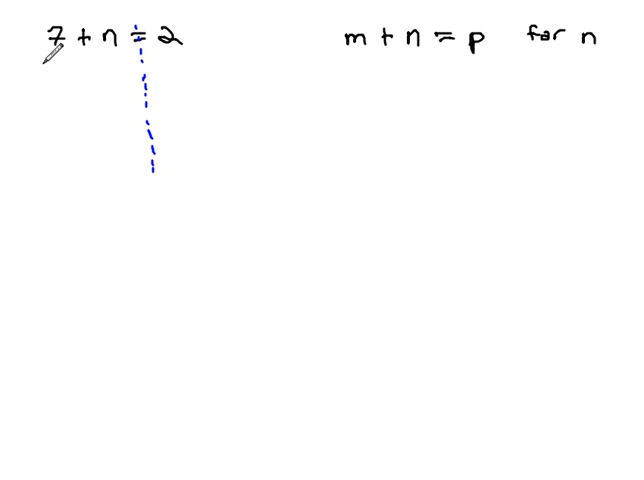 7 + n = 2
m + n = p for n